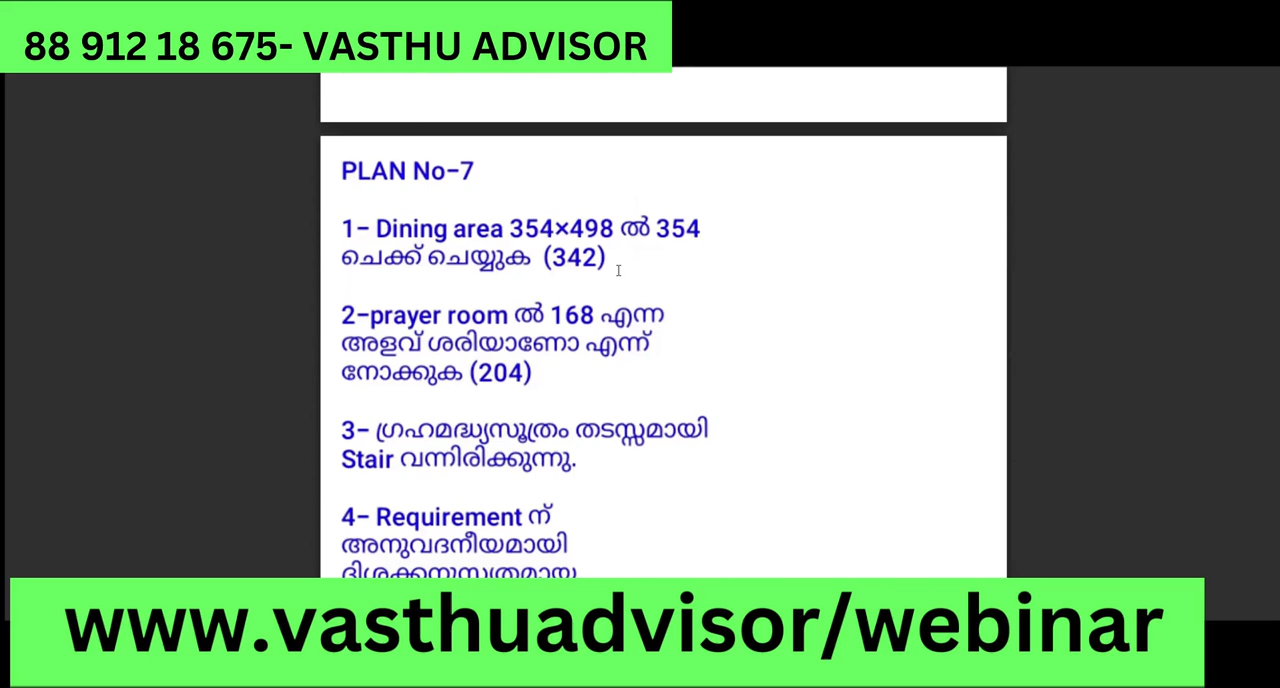 88 912 18 675- VASTHU ADVISOR
PLAN No-7
1- Dining area 354×498 ൽ 354
ചെക്ക് ചെയ്യുക (342)
2-prayer room ൽ 168 എന്ന
അളവ് ശരിയാണോ എന്ന്
നോക്കുക (204)
3- ഗ്രഹമദ്ധ്യസൂത്രം തടസ്സമായി
Stair വന്നിരിക്കുന്നു.
4- Requirement ന്
അനുവദനീയമായി
www.vasthuadvisor/webinar